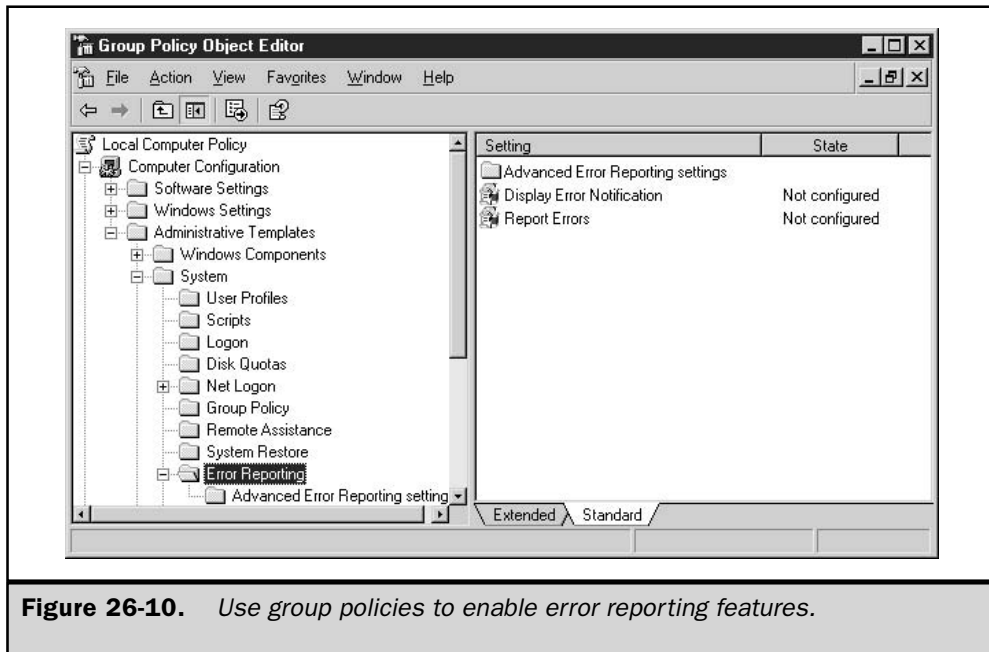 Group Policy Object Editor
File Action View Favorites Window Help
Local Computer Policy
Computer Configuration
Software Settings
Windows Settings
Administrative Templates
Windows Components
System
User Profiles
Scripts
Logon
Disk Quotas
Net Logon
Group Policy
Remote Assistance
System Restore
Error Reporting
Advanced Error Reporting setting
Setting State
Advanced Error Reporting settings
Display Error Notification Not configured
Report Errors Not configured
Extended Standard
Figure 26-10. Use group policies to enable error reporting features.